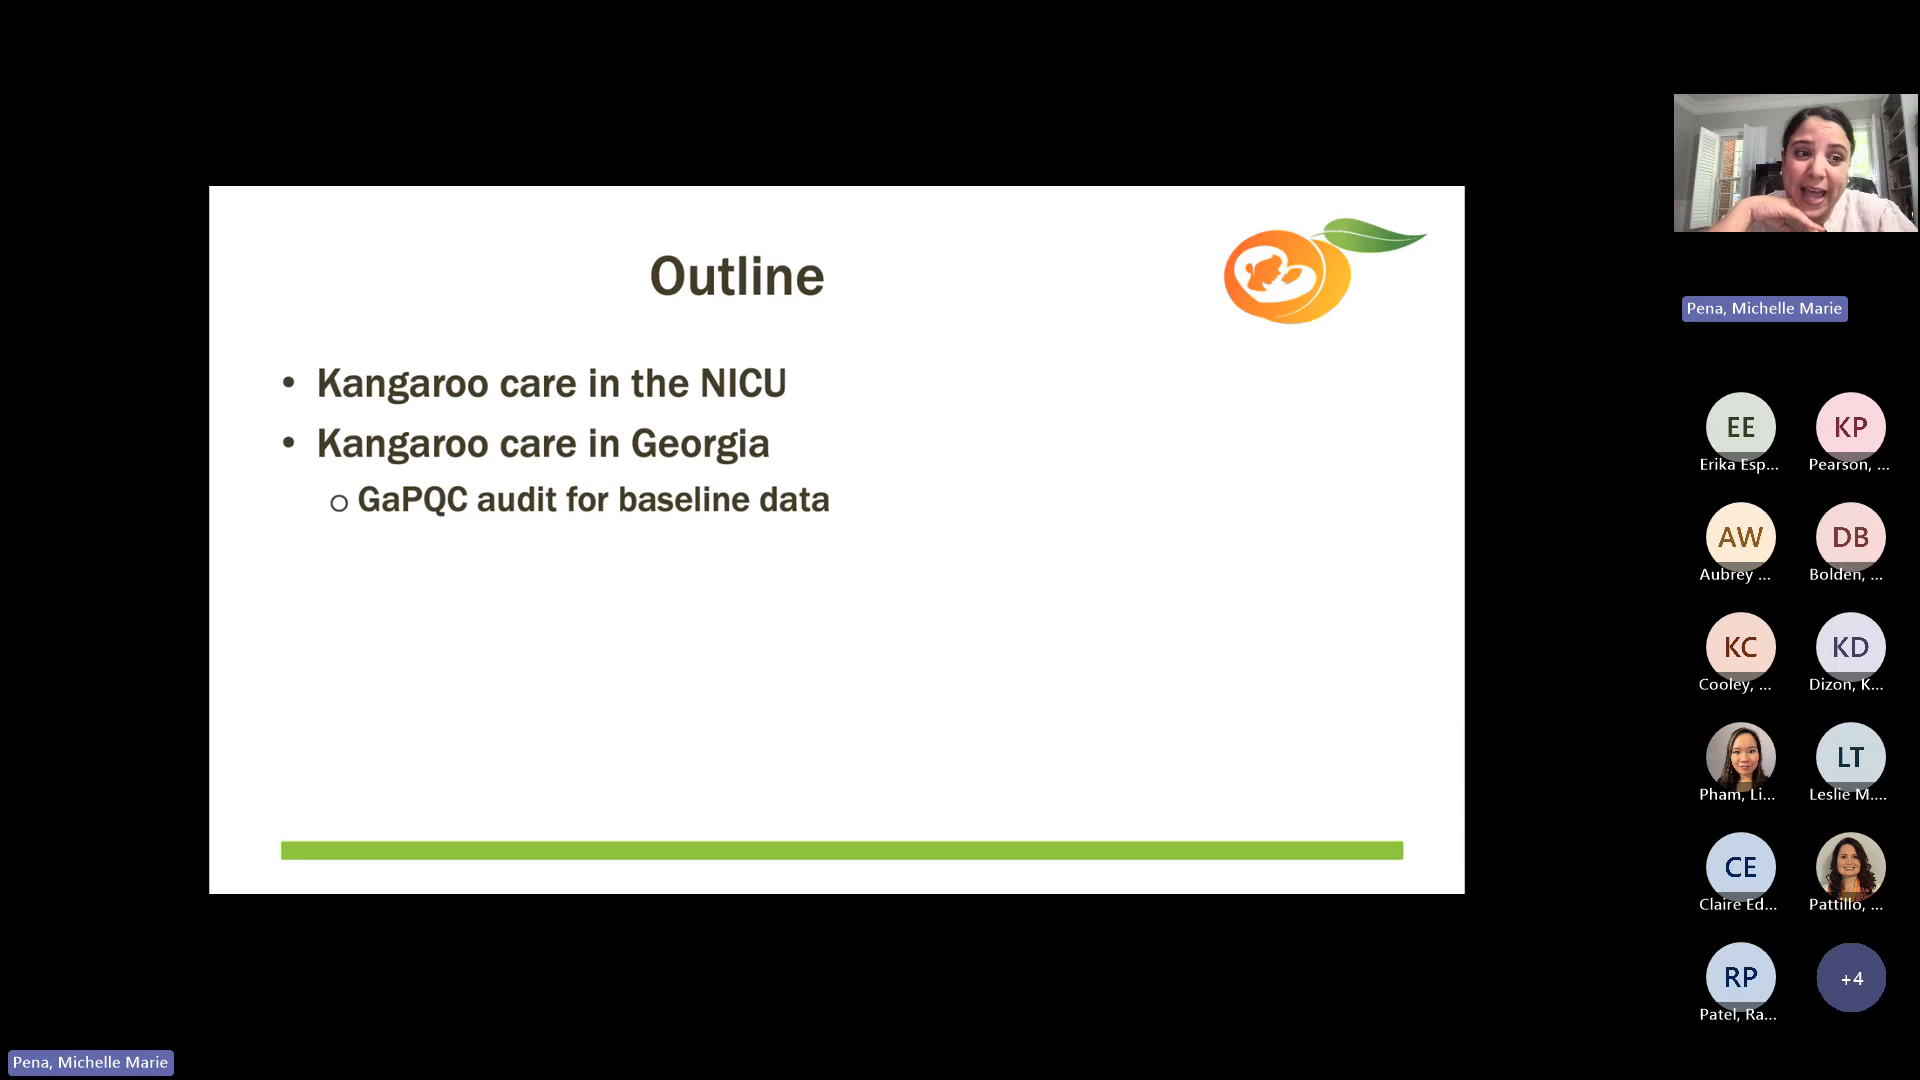 Outline
• Kangaroo care in the NICU
• Kangaroo care in Georgia
o GaPQC audit for baseline data
Pena, Michelle Marie
EE
Erika Esp...
KP
Pearson, ...
AW
Aubrey ...
DB
Bolden, ...
KC
Cooley, ...
KD
Dizon, K...
Pham, Li...
LT
Leslie M....
CE
Claire Ed...
Pattillo, ...
RP
Patel, Ra...
+4
Pena, Michelle Marie